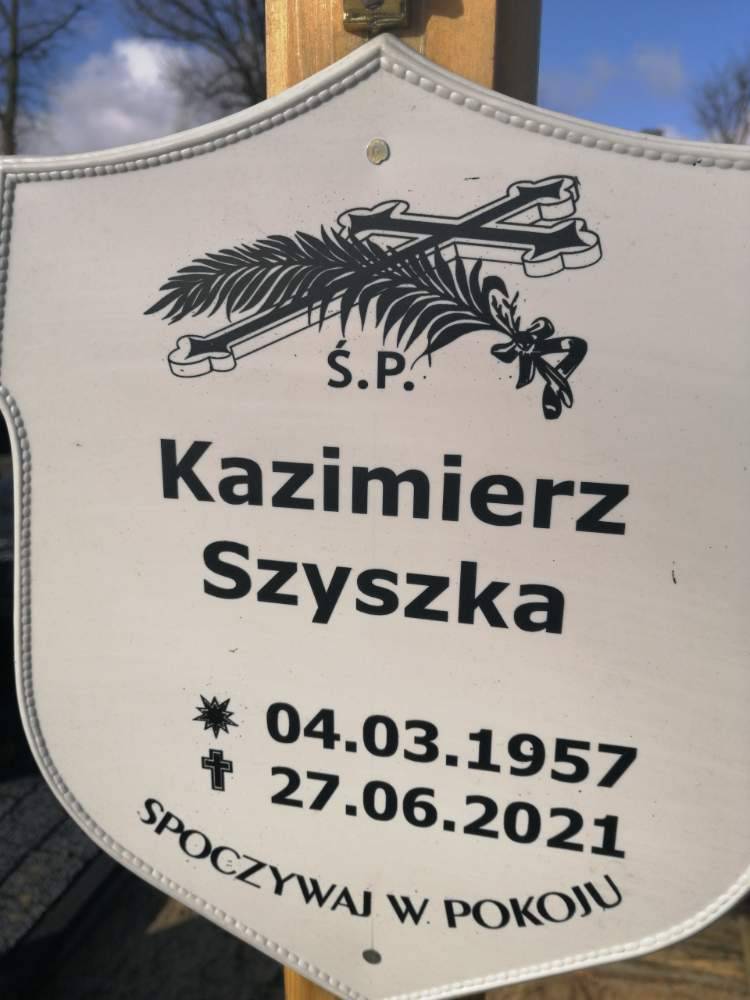 Ś.P.
Kazimierz
Szyszka
04.03.1957
27.06.2021
SPOCZYWAJ W POKOJU